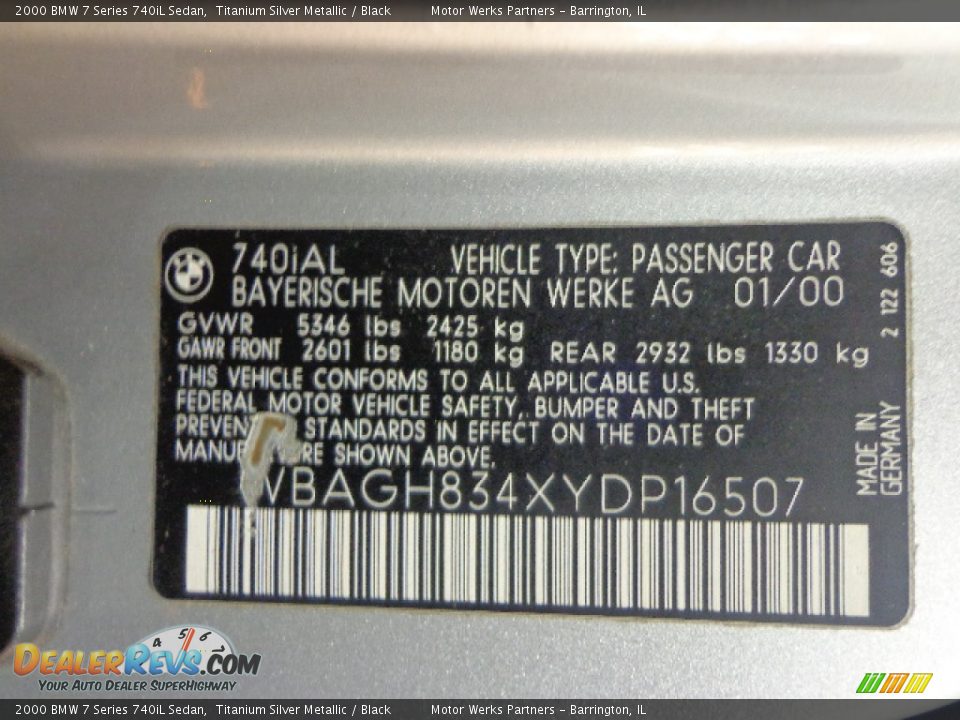 2000 BMW 7 Series 740iL Sedan, Titanium Silver Metallic / Black Motor Werks Partners - Barrington, IL
740iAL VEHICLE TYPE: PASSENGER CAR
BAYERISCHE MOTOREN WERKE AG 01/00
GVWR 5346 lbs 2425 kg
GAWR FRONT 2601 lbs 1180 kg REAR 2932 lbs 1330 kg
THIS VEHICLE CONFORMS TO ALL APPLICABLE U.S.
FEDERAL MOTOR VEHICLE SAFETY, BUMPER AND THEFT
STANDARDS IN EFFECT ON THE DATE OF
SHOWN ABOVE.
WBAGH834XYDP16507
2 122 606
MADE IN
GERMANY
4 5 6 7
DEALERREVS.COM
YOUR AUTO DEALER SUPERHIGHWAY
2000 BMW 7 Series 740iL Sedan, Titanium Silver Metallic / Black Motor Werks Partners - Barrington, IL